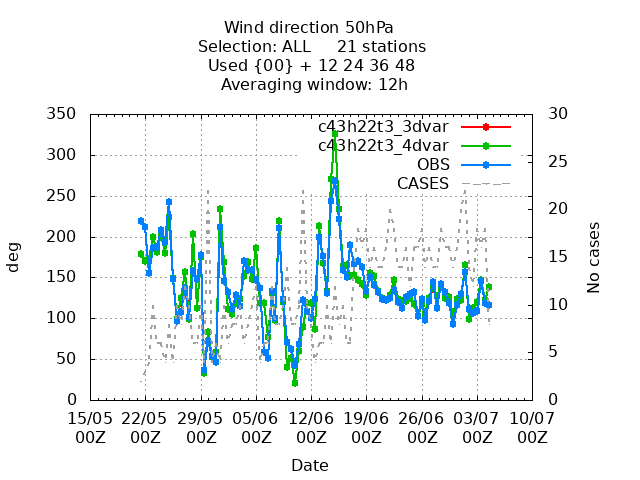 Wind direction 50hPa
Selection: ALL 21 stations
Used {00} + 12 24 36 48
Averaging window: 12h
350
300
250
200
150
100
50
0
30
25
20
15
10
5
0
c43h22t3_3dvar
c43h22t3_4dvar
OBS
CASES
deg
No cases
15/05 22/05 29/05 05/06 12/06 19/06 26/06 03/07 10/07
00Z 00Z 00Z 00Z 00Z 00Z 00Z 00Z 00Z
Date